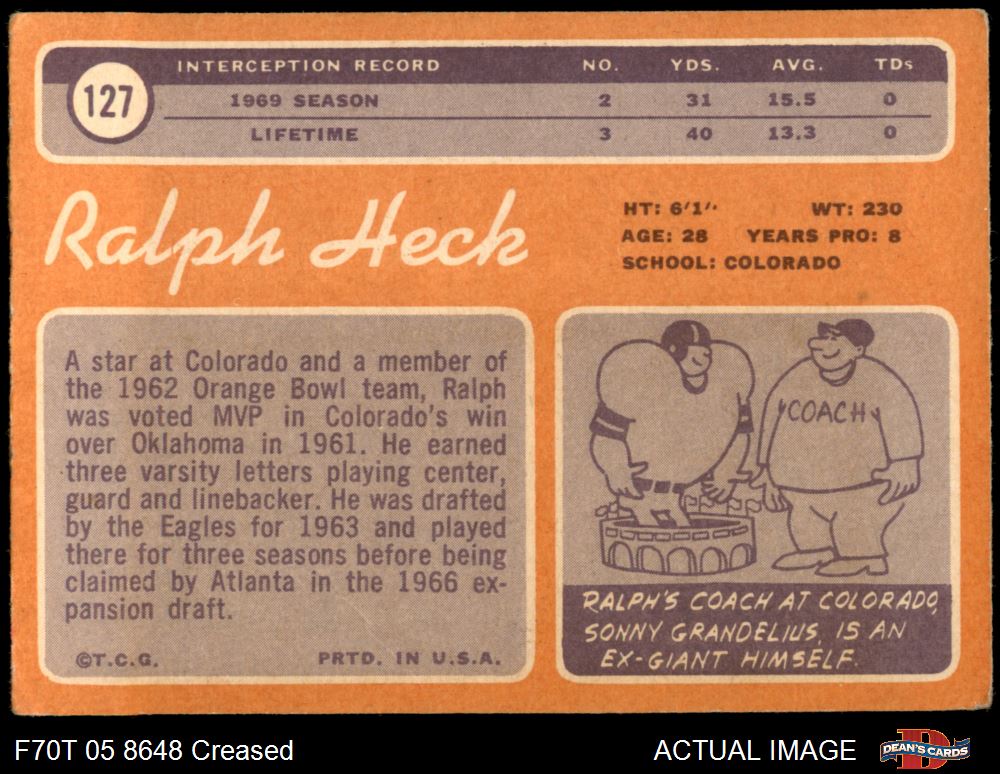 INTERCEPTION RECORD NO. YDS. AVG. TDs
127
1969 SEASON 2 31 15.5 0
LIFETIME 3 40 13.3 0
Ralph Heck
HT: 6'1" WT: 230
AGE: 28 YEARS PRO: 8
SCHOOL: COLORADO
A star at Colorado and a member of
the 1962 Orange Bowl team, Ralph
was voted MVP in Colorado's win
over Oklahoma in 1961. He earned
three varsity letters playing center,
guard and linebacker. He was drafted
by the Eagles for 1963 and played
there for three seasons before being
claimed by Atlanta in the 1966 ex-
pansion draft.
©T.C.G. PRTD. IN U.S.A.
COACH
RALPH'S COACH AT COLORADO,
SONNY GRANDELIUS, IS AN
EX-GIANT HIMSELF.
F70T 05 8648 Creased ACTUAL IMAGE
DEAN'S CARDS